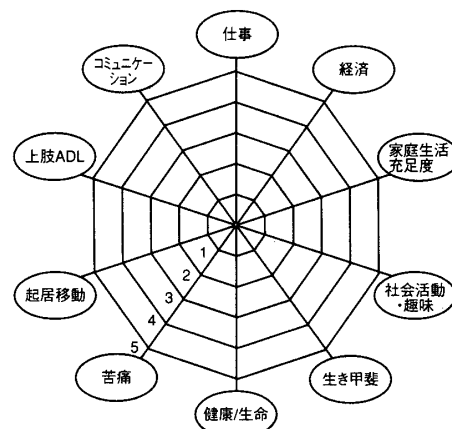 仕事
経済
家庭生活
充足度
社会活動
・趣味
生き甲斐
健康/生命
苦痛
起居移動
上肢ADL
コミュニケー
ション
1
2
3
4
5